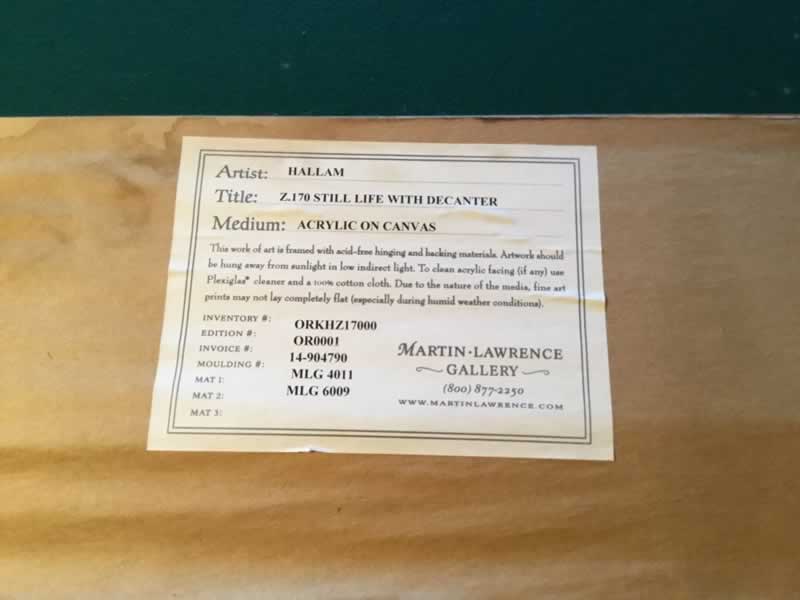 Artist: HALLAM
Title: Z.170 STILL LIFE WITH DECANTER
Medium: ACRYLIC ON CANVAS
This work of art is framed with acid-free hinging and backing materials. Artwork should
be hung away from sunlight in low indirect light. To clean acrylic facing (if any) use
Plexiglas® cleaner and a 100% cotton cloth. Due to the nature of the media, fine art
prints may not lay completely flat (especially during humid weather conditions).
INVENTORY #: ORKHZ17000
EDITION #: OR0001
INVOICE #: 14-904790
MOULDING #: MLG 4011
MAT 1: MLG 6009
MAT 2:
MAT 3:
MARTIN·LAWRENCE
GALLERY
(800) 877-2250
WWW.MARTINLAWRENCE.COM